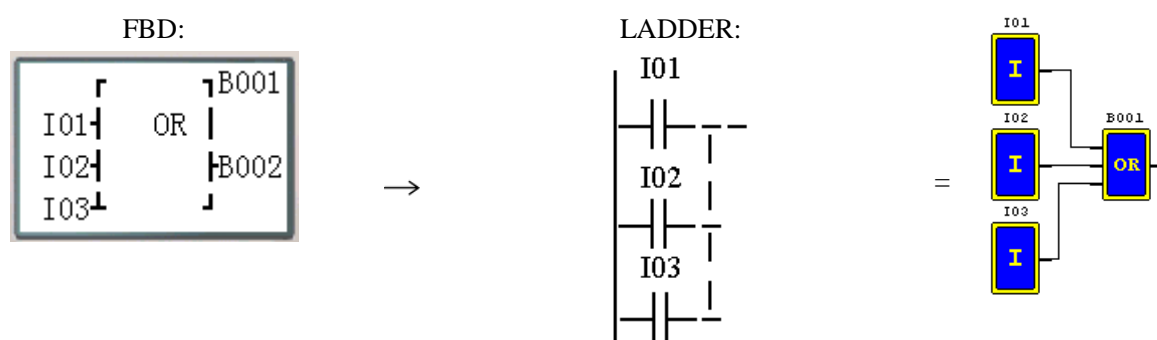 FBD:
B001
I01 OR
I02 B002
I03
→
LADDER:
I01
I02
I03
=
I01
I
I02
I
I03
I
B001
OR